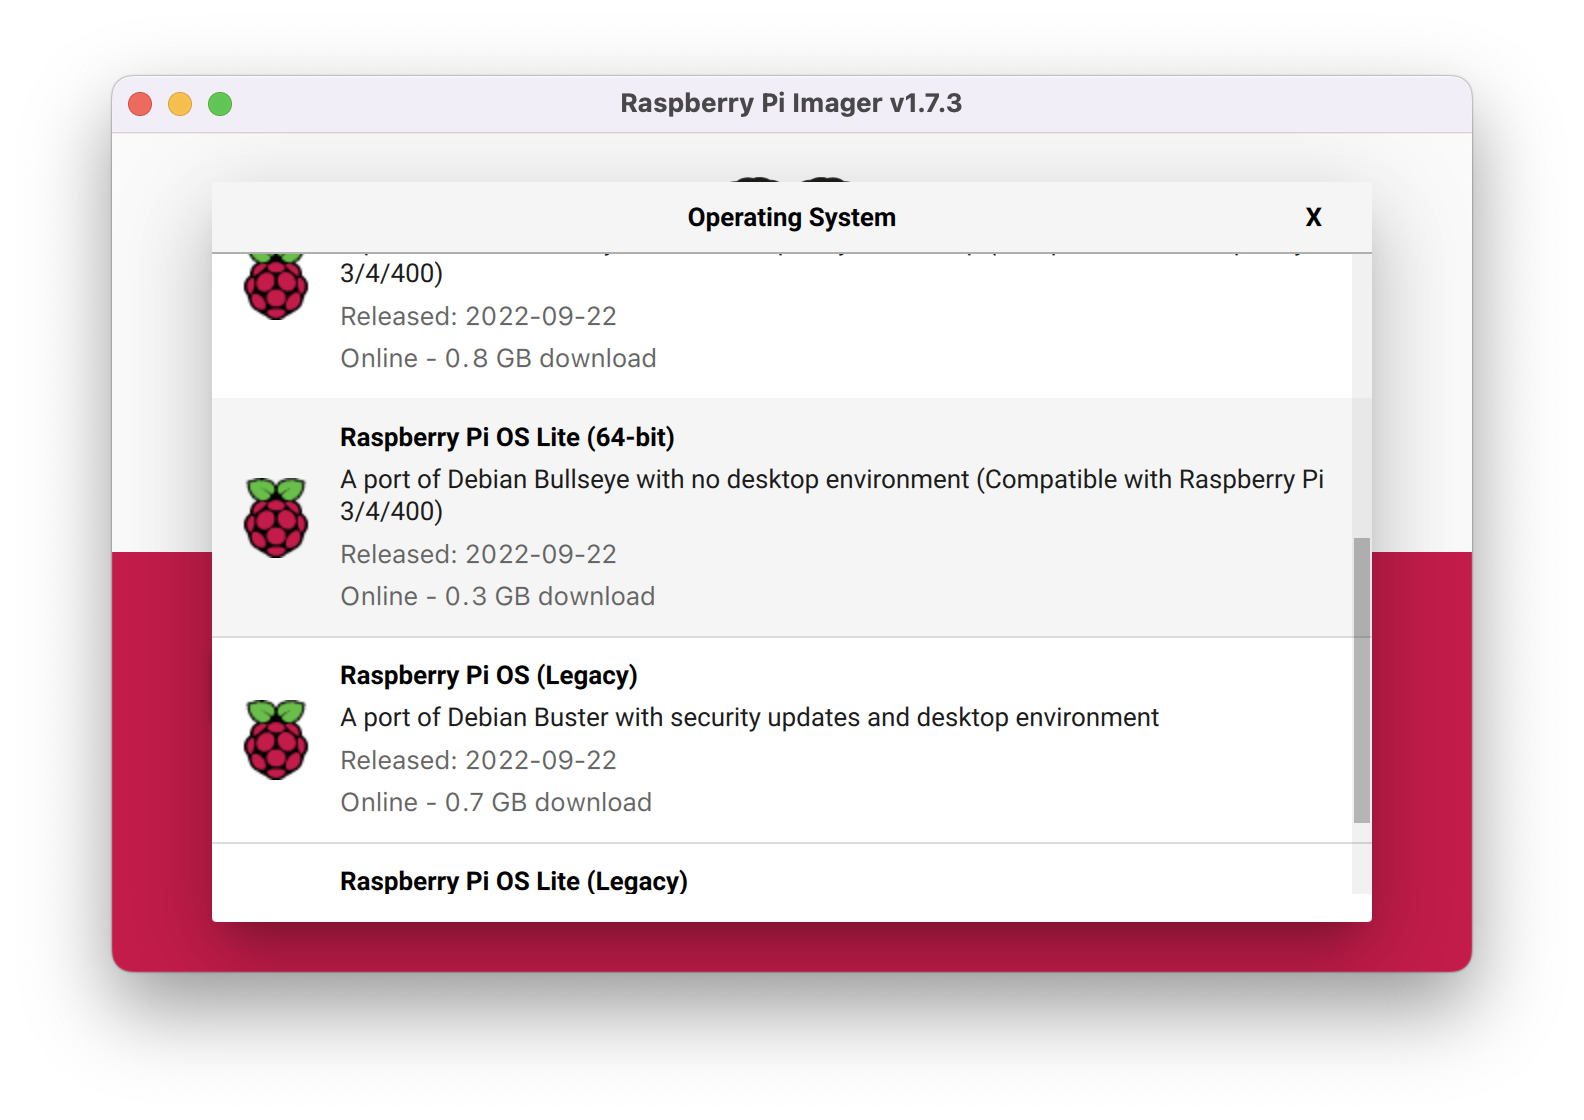 Raspberry Pi Imager v1.7.3
Operating System
X
3/4/400)
Released: 2022-09-22
Online - 0.8 GB download
Raspberry Pi OS Lite (64-bit)
A port of Debian Bullseye with no desktop environment (Compatible with Raspberry Pi
3/4/400)
Released: 2022-09-22
Online - 0.3 GB download
Raspberry Pi OS (Legacy)
A port of Debian Buster with security updates and desktop environment
Released: 2022-09-22
Online - 0.7 GB download
Raspberry Pi OS Lite (Legacy)